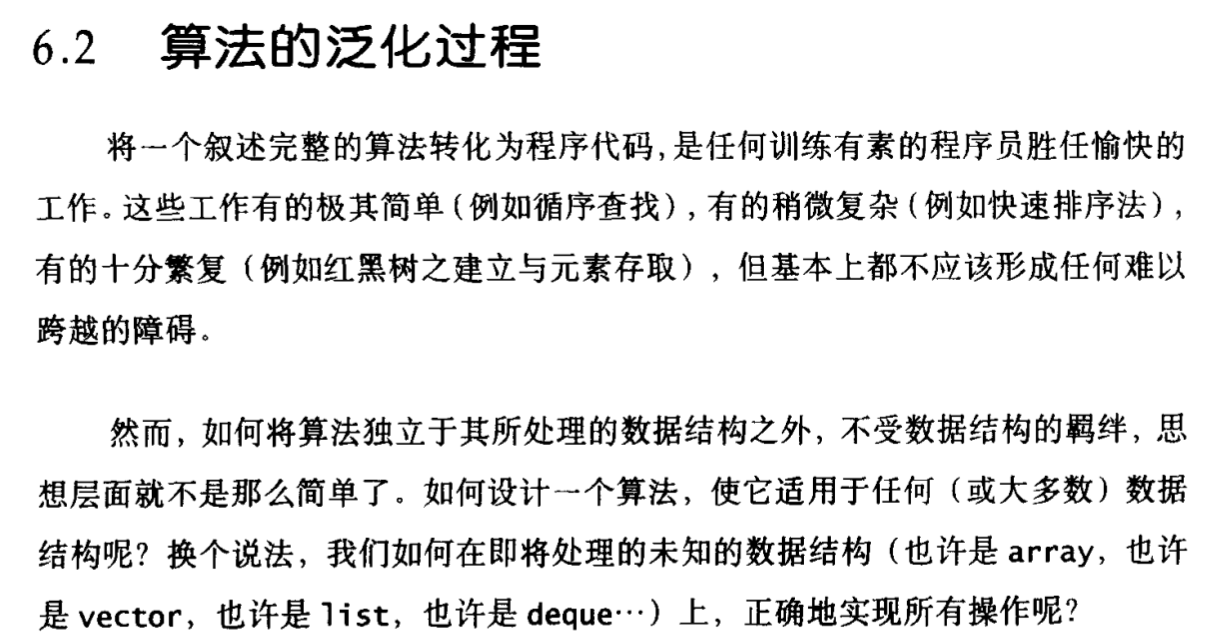 6.2 算法的泛化过程
将一个叙述完整的算法转化为程序代码,是任何训练有素的程序员胜任愉快的
工作。这些工作有的极其简单(例如循序查找),有的稍微复杂(例如快速排序法),
有的十分繁复(例如红黑树之建立与元素存取),但基本上都不应该形成任何难以
跨越的障碍。
然而,如何将算法独立于其所处理的数据结构之外,不受数据结构的羁绊,思
想层面就不是那么简单了。如何设计一个算法,使它适用于任何(或大多数)数据
结构呢?换个说法,我们如何在即将处理的未知的数据结构(也许是 array,也许
是 vector,也许是 list,也许是 deque…)上,正确地实现所有操作呢?